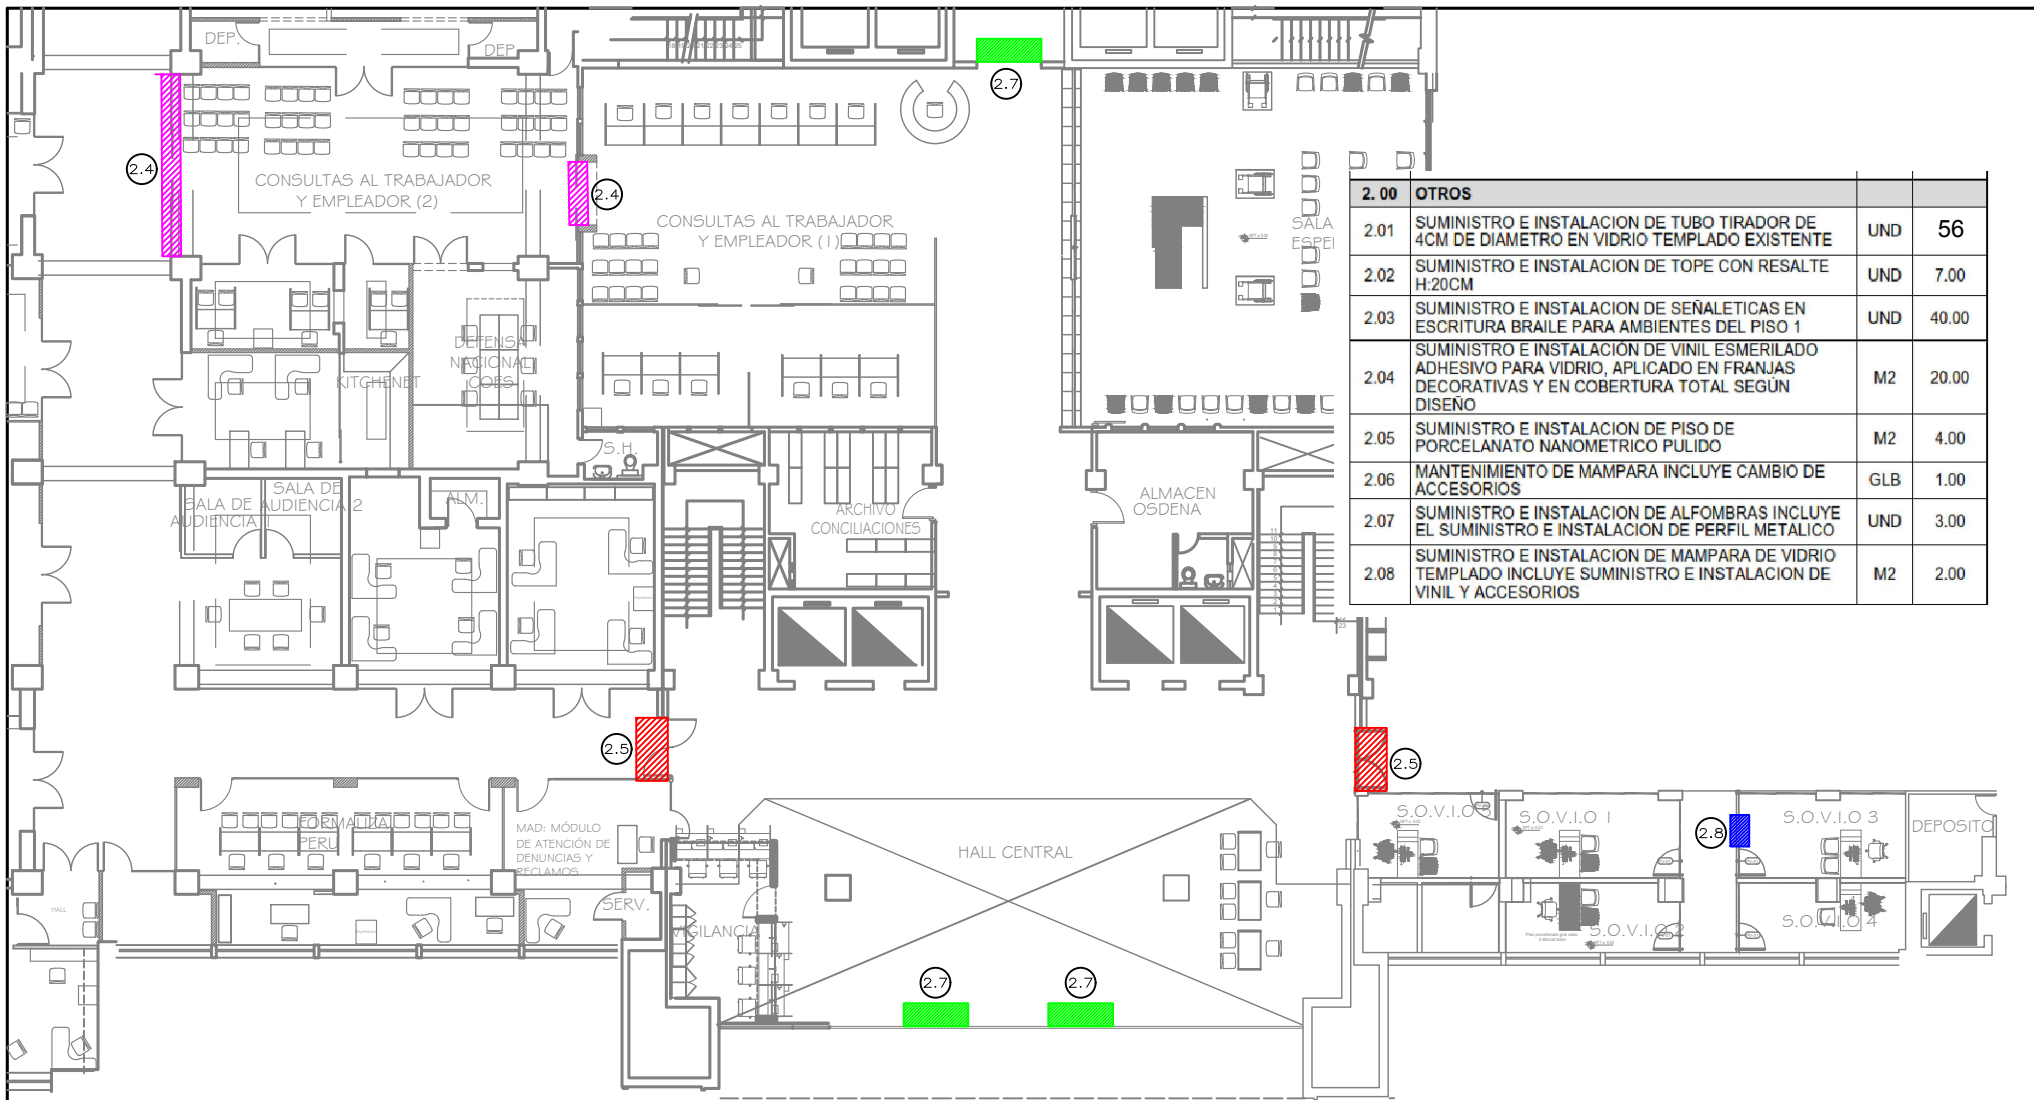 DEP.
DEP.
2.7
2.4
2.4
CONSULTAS AL TRABAJADOR
Y EMPLEADOR (2)
CONSULTAS AL TRABAJADOR
Y EMPLEADOR (1)
SALA
ESPE
2. 00 OTROS
2.01 SUMINISTRO E INSTALACION DE TUBO TIRADOR DE
4CM DE DIAMETRO EN VIDRIO TEMPLADO EXISTENTE UND 56
2.02 SUMINISTRO E INSTALACION DE TOPE CON RESALTE
H:20CM UND 7.00
2.03 SUMINISTRO E INSTALACION DE SEÑALETICAS EN
ESCRITURA BRAILE PARA AMBIENTES DEL PISO 1 UND 40.00
2.04 SUMINISTRO E INSTALACIÓN DE VINIL ESMERILADO
ADHESIVO PARA VIDRIO, APLICADO EN FRANJAS
DECORATIVAS Y EN COBERTURA TOTAL SEGÚN
DISEÑO M2 20.00
2.05 SUMINISTRO E INSTALACION DE PISO DE
PORCELANATO NANOMETRICO PULIDO M2 4.00
2.06 MANTENIMIENTO DE MAMPARA INCLUYE CAMBIO DE
ACCESORIOS GLB 1.00
2.07 SUMINISTRO E INSTALACION DE ALFOMBRAS INCLUYE
EL SUMINISTRO E INSTALACION DE PERFIL METALICO UND 3.00
2.08 SUMINISTRO E INSTALACION DE MAMPARA DE VIDRIO
TEMPLADO INCLUYE SUMINISTRO E INSTALACION DE
VINIL Y ACCESORIOS M2 2.00
DEFENSA
NACIONAL
COES
KITCHENET
S.H.
SALA DE
AUDIENCIA 1
SALA DE
AUDIENCIA 2
ALM.
ARCHIVO
CONCILIACIONES
ALMACEN
OSDENA
2.5
2.5
FORMALIZA
PERU
MAD: MÓDULO
DE ATENCIÓN DE
DENUNCIAS Y
RECLAMOS
HALL CENTRAL
S.O.V.I.O 1
2.8
S.O.V.I.O 3
DEPOSITO
HALL
SERV.
VIGILANCIA
S.O.V.I.O 2
S.O.V.I.O 4
2.7
2.7